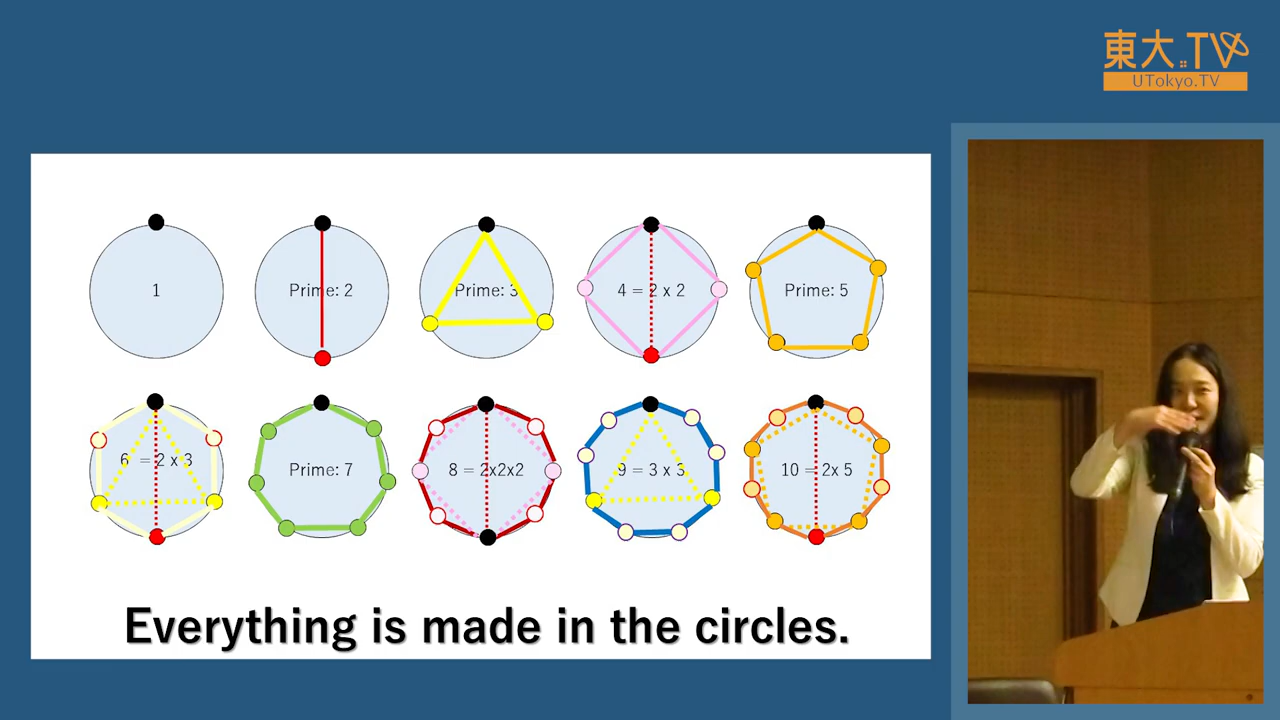 東大.TV
UTokyo.TV
1
Prime: 2
Prime: 3
4 = 2 x 2
Prime: 5
6 = 2 x 3
Prime: 7
8 = 2x2x2
9 = 3 x 3
10 = 2x 5
Everything is made in the circles.